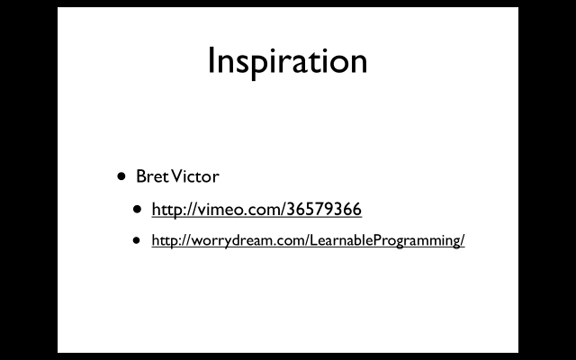 Inspiration
• Bret Victor
• http://vimeo.com/36579366
• http://worrydream.com/LearnableProgramming/